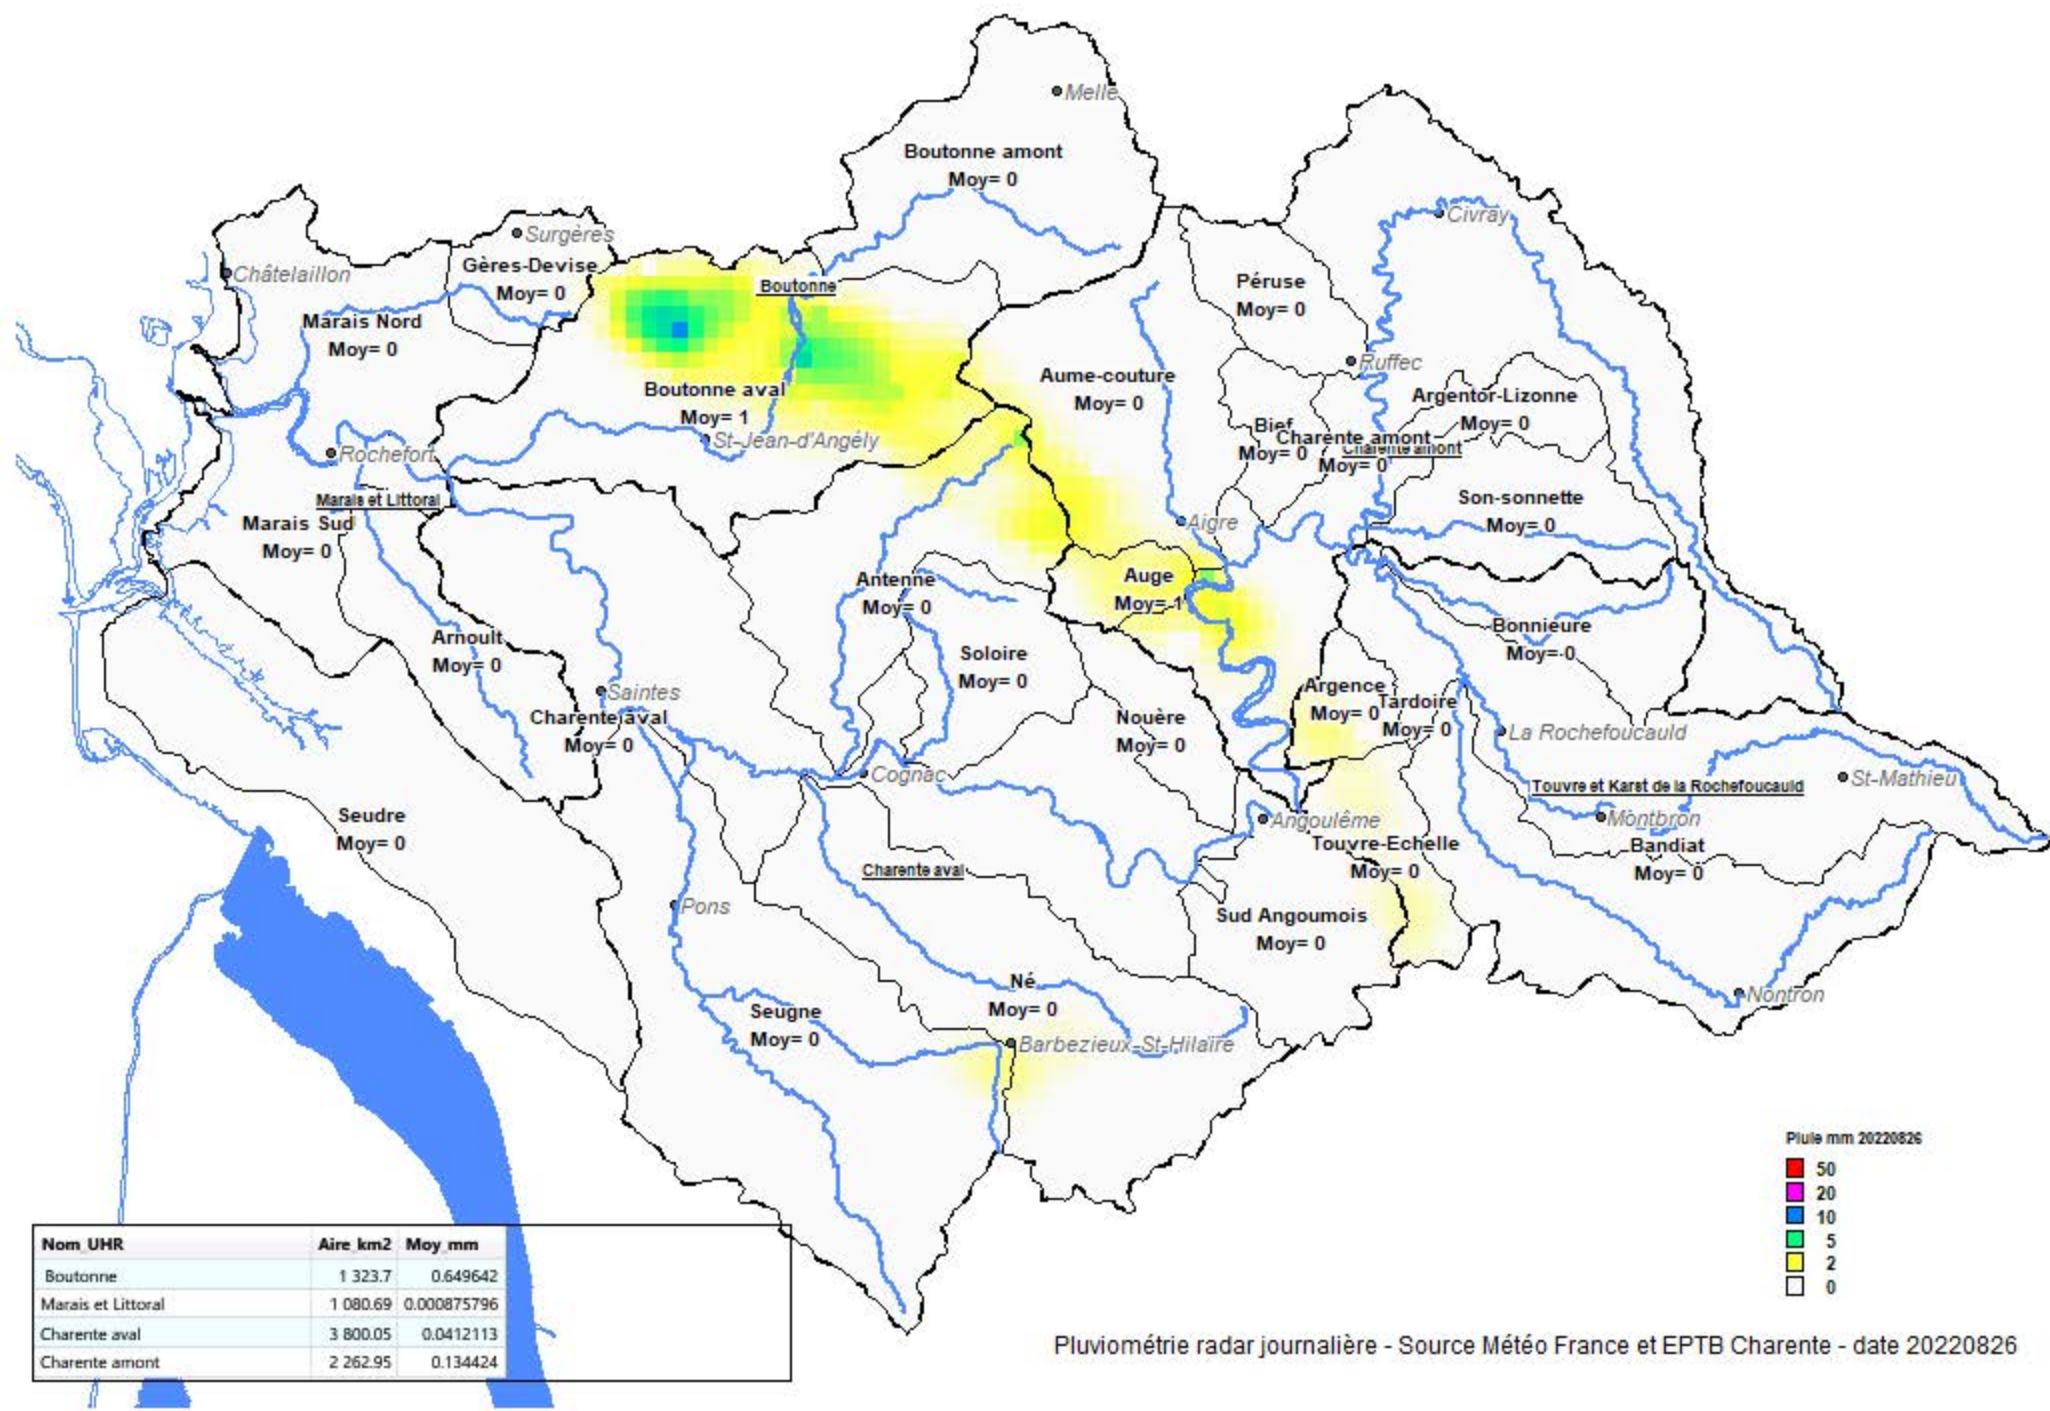 Melle
Boutonne amont
Moy= 0
Civray
Surgères
Châtelaillon
Gères-Devise
Moy= 0
Boutonne
Péruse
Moy= 0
Marais Nord
Moy= 0
Ruffec
Aume-couture
Moy= 0
Boutonne aval
Moy= 1
Argentor-Lizonne
Moy= 0
St-Jean-d'Angély
Bief
Moy= 0
Charente amont
Moy= 0
Charente amont
Rochefort
Marais et Littoral
Son-sonnette
Moy= 0
Marais Sud
Moy= 0
Aigre
Antenne
Moy= 0
Auge
Moy= 1
Arnoult
Moy= 0
Bonnieure
Moy= 0
Soloire
Moy= 0
Saintes
Charente aval
Moy= 0
Nouère
Moy= 0
Argence
Moy= 0
Tardoire
Moy= 0
La Rochefoucauld
Cognac
St-Mathieu
Touvre et Karst de la Rochefoucauld
Seudre
Moy= 0
Angoulême
Montbron
Touvre-Echelle
Moy= 0
Bandiat
Moy= 0
Charente aval
Pons
Sud Angoumois
Moy= 0
Né
Moy= 0
Nontron
Seugne
Moy= 0
Barbezieux-St-Hilaire
Pluie mm 20220826
50
20
10
5
2
0
Nom_UHR Aire_km2 Moy_mm
Boutonne 1 323.7 0.649642
Marais et Littoral 1 080.69 0.000875796
Charente aval 3 800.05 0.0412113
Charente amont 2 262.95 0.134424
Pluviométrie radar journalière - Source Météo France et EPTB Charente - date 20220826